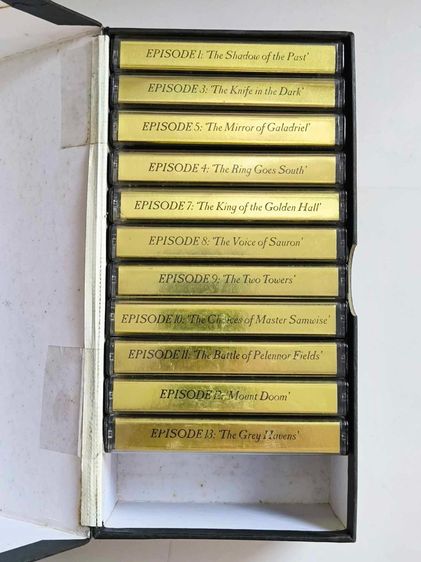 EPISODE 1: 'The Shadow of the Past'
EPISODE 3: 'The Knife in the Dark'
EPISODE 5: 'The Mirror of Galadriel'
EPISODE 4: 'The Ring Goes South'
EPISODE 7: 'The King of the Golden Hall'
EPISODE 8: 'The Voice of Sauron'
EPISODE 9: 'The Two Towers'
EPISODE 10: 'The Choices of Master Samwise'
EPISODE 11: 'The Battle of Pelennor Fields'
EPISODE 12: 'Mount Doom'
EPISODE 13: 'The Grey Havens'